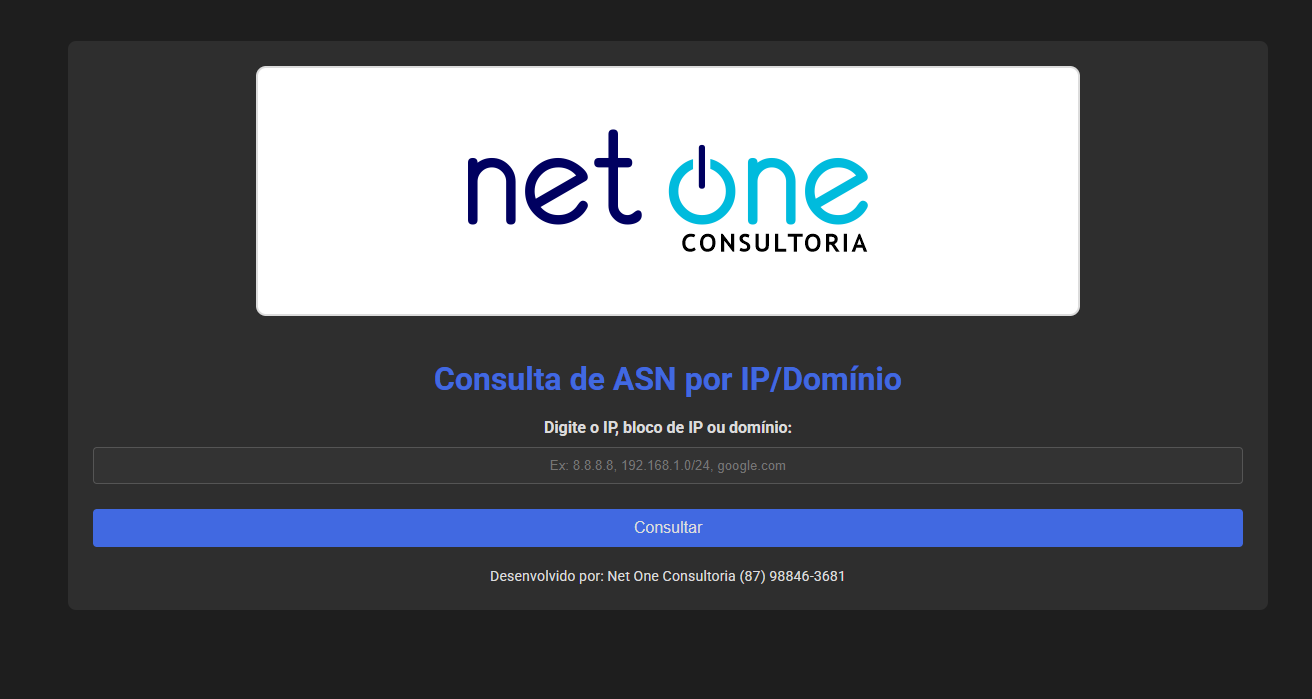 net one
CONSULTORIA
Consulta de ASN por IP/Domínio
Digite o IP, bloco de IP ou domínio:
Ex: 8.8.8.8, 192.168.1.0/24, google.com
Consultar
Desenvolvido por: Net One Consultoria (87) 98846-3681